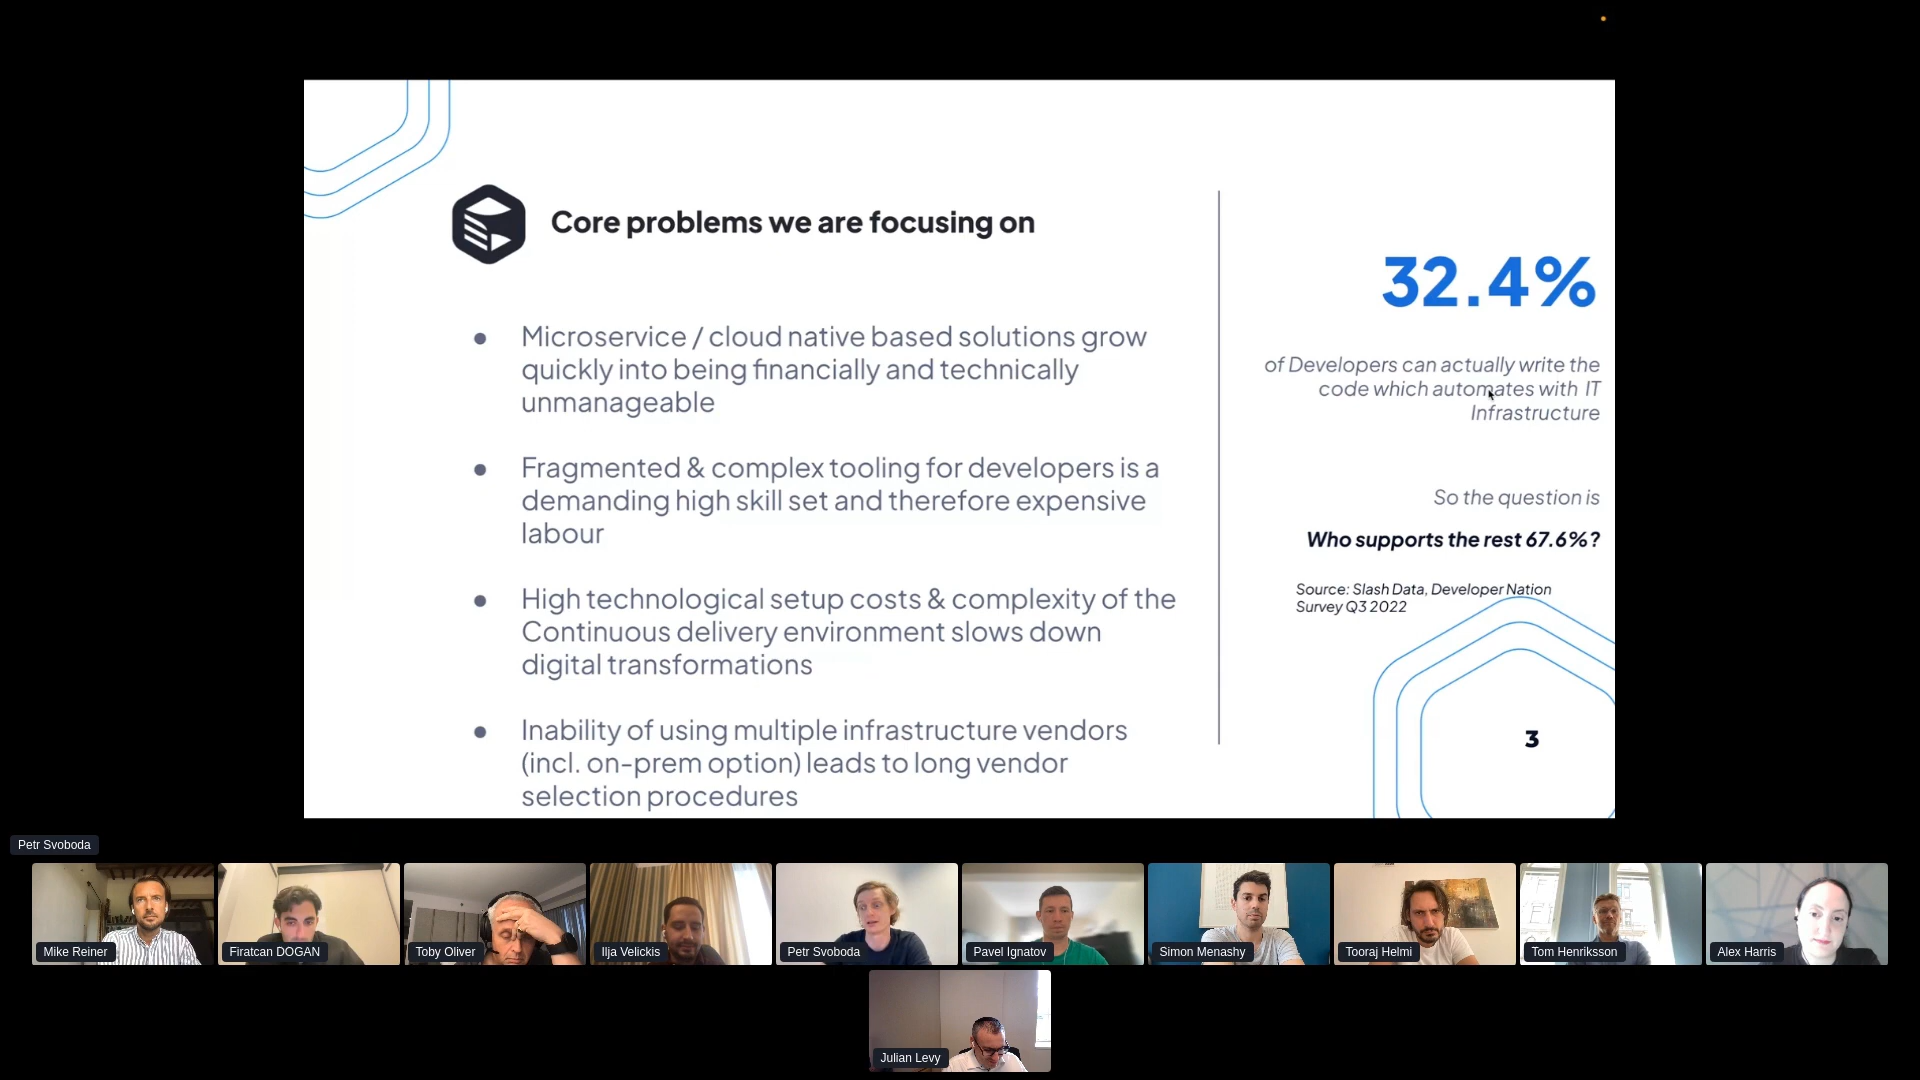 Core problems we are focusing on
● Microservice / cloud native based solutions grow
quickly into being financially and technically
unmanageable
● Fragmented & complex tooling for developers is a
demanding high skill set and therefore expensive
labour
● High technological setup costs & complexity of the
Continuous delivery environment slows down
digital transformations
● Inability of using multiple infrastructure vendors
(incl. on-prem option) leads to long vendor
selection procedures
32.4%
of Developers can actually write the
code which automates with IT
Infrastructure
So the question is
Who supports the rest 67.6%?
Source: Slash Data, Developer Nation
Survey Q3 2022
3
Petr Svoboda
Mike Reiner
Firatcan DOGAN
Toby Oliver
Ilja Velickis
Petr Svoboda
Pavel Ignatov
Simon Menashy
Tooraj Helmi
Tom Henriksson
Alex Harris
Julian Levy